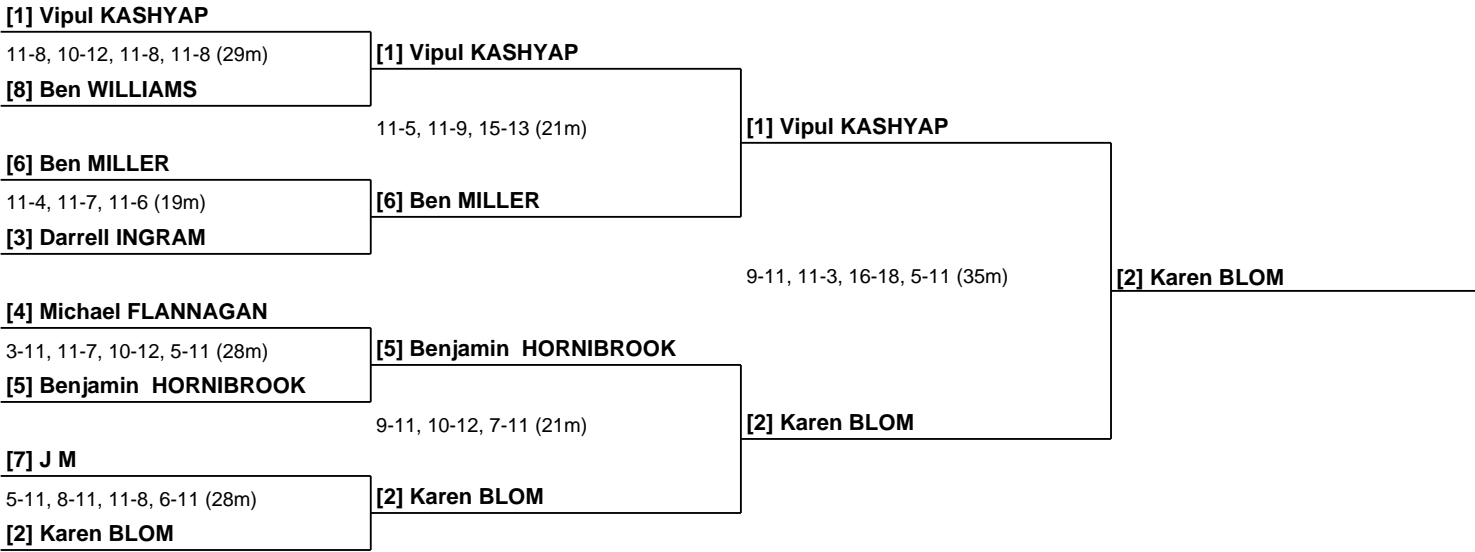 [1] Vipul KASHYAP
11-8, 10-12, 11-8, 11-8 (29m)
[1] Vipul KASHYAP
[8] Ben WILLIAMS
11-5, 11-9, 15-13 (21m)
[1] Vipul KASHYAP
[6] Ben MILLER
11-4, 11-7, 11-6 (19m)
[6] Ben MILLER
[3] Darrell INGRAM
9-11, 11-3, 16-18, 5-11 (35m)
[2] Karen BLOM
[4] Michael FLANNAGAN
3-11, 11-7, 10-12, 5-11 (28m)
[5] Benjamin  HORNIBROOK
[5] Benjamin  HORNIBROOK
9-11, 10-12, 7-11 (21m)
[2] Karen BLOM
[7] J M
5-11, 8-11, 11-8, 6-11 (28m)
[2] Karen BLOM
[2] Karen BLOM